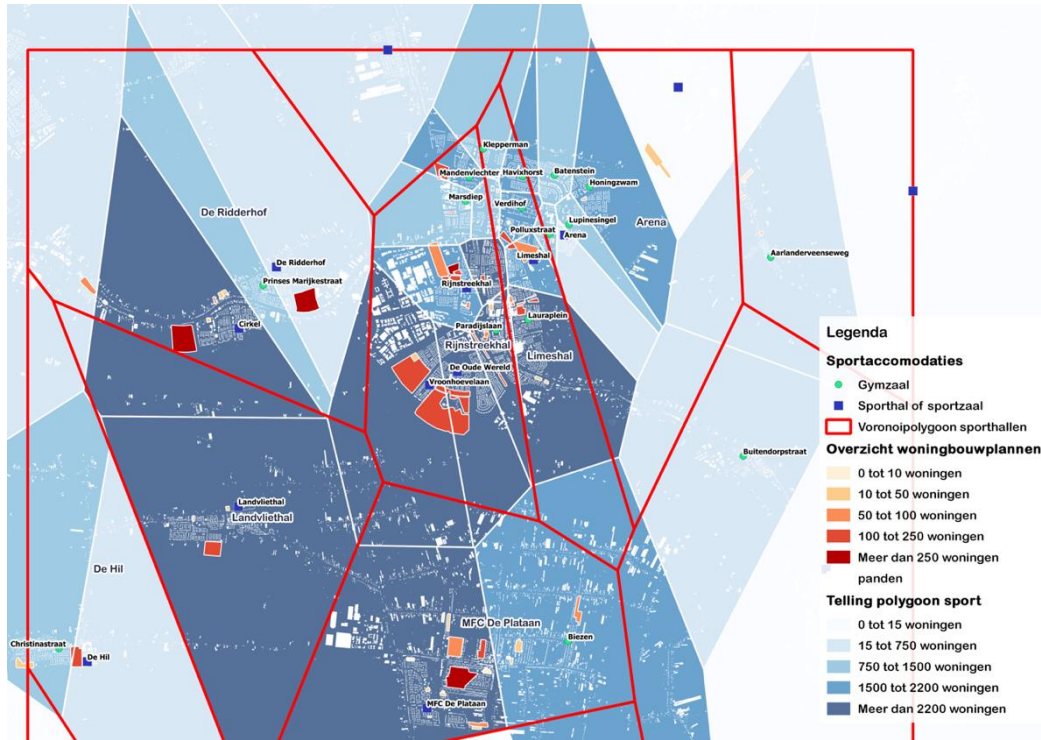 Klepperman
Mandenvlechter
Havixhorst
Batenstein
Honingzwam
Marsdiep
Verdihof
De Ridderhof
Lupinesingel
Arena
Polluxstraat
Arena
Limeshal
Aarlanderveenseweg
De Ridderhof
Prinses Marijkestraat
Rijnstreekhal
Cirkel
Lauraplein
Paradijslaan
Rijnstreekhal
Limeshal
De Oude Wereld
Vroonhoevelaan
Buitendorpstraat
Landvliethal
Landvliethal
De Hil
MFC De Plataan
Biezen
Christinastraat
De Hil
MFC De Plataan
Legenda
Sportaccomodaties
Gymzaal
Sporthal of sportzaal
Voronoipolygoon sporthallen
Overzicht woningbouwplannen
0 tot 10 woningen
10 tot 50 woningen
50 tot 100 woningen
100 tot 250 woningen
Meer dan 250 woningen
panden
Telling polygoon sport
0 tot 15 woningen
15 tot 750 woningen
750 tot 1500 woningen
1500 tot 2200 woningen
Meer dan 2200 woningen